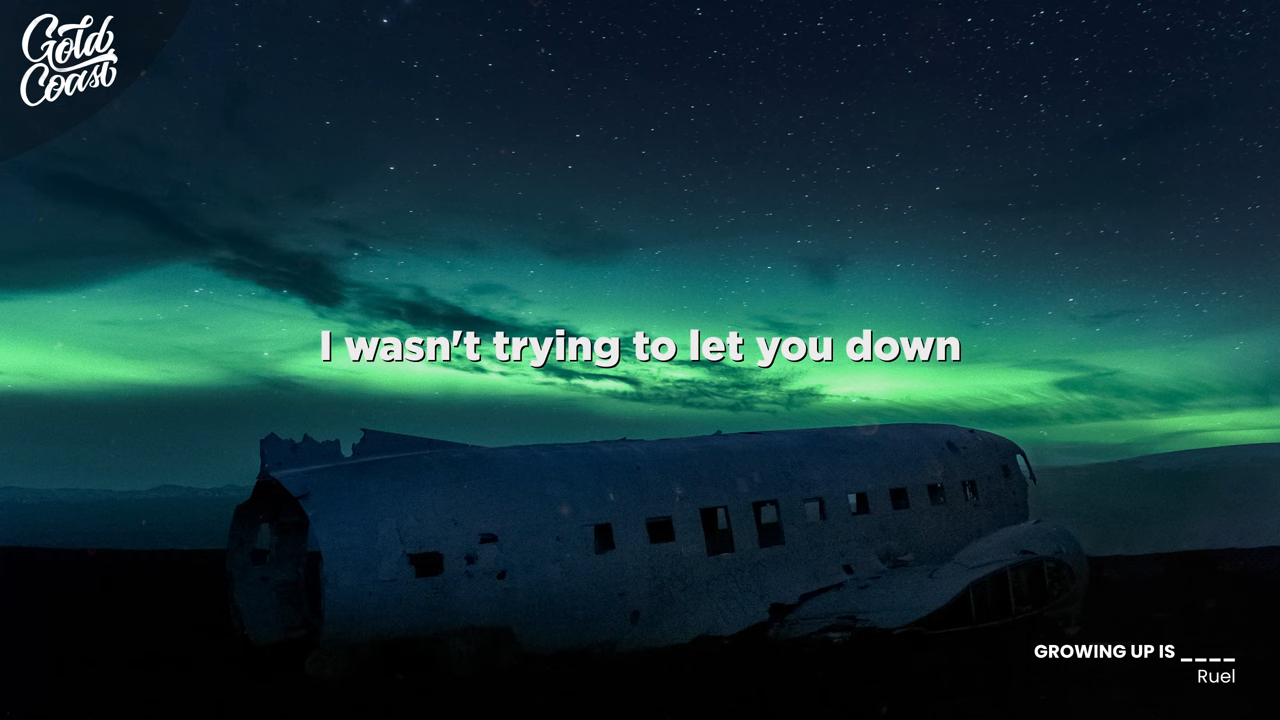 Gold
Coast
I wasn't trying to let you down
GROWING UP IS _ _ _ _
Ruel